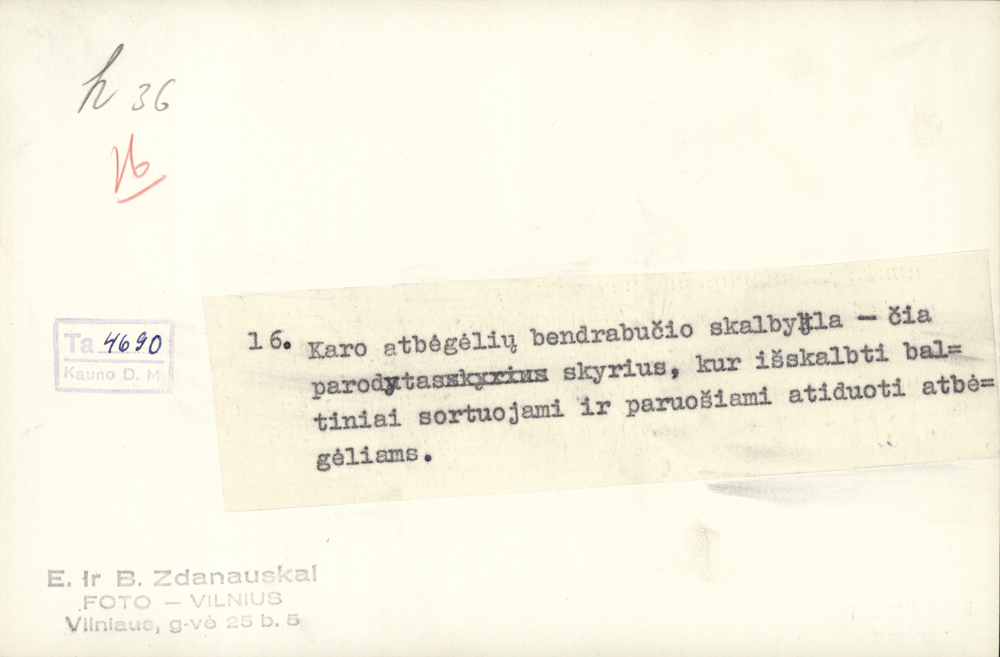 h 36
16
Ta 4690
Kauno D. M.
16. Karo atbėgėlių bendrabučio skalbykla – čia
parodytas skyrius, kur išskalbti bal=
tiniai sortuojami ir paruošiami atiduoti atbė=
gėliams.
E. Ir B. Zdanauskai
FOTO — VILNIUS
Vilniaus, g-vė 25 b. 5